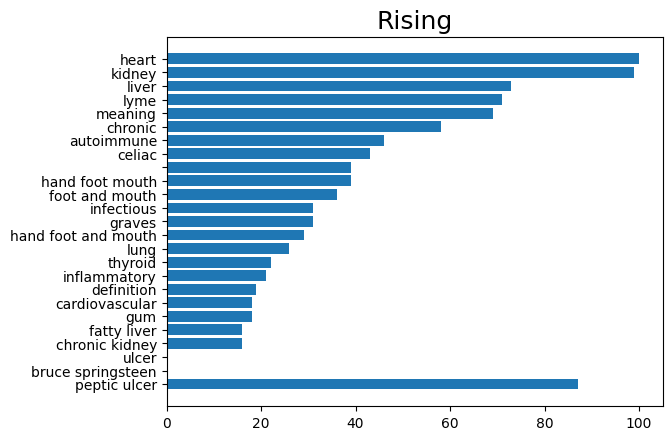 Rising
heart
kidney
liver
lyme
meaning
chronic
autoimmune
celiac
hand foot mouth
foot and mouth
infectious
graves
hand foot and mouth
lung
thyroid
inflammatory
definition
cardiovascular
gum
fatty liver
chronic kidney
ulcer
bruce springsteen
peptic ulcer
0 20 40 60 80 100